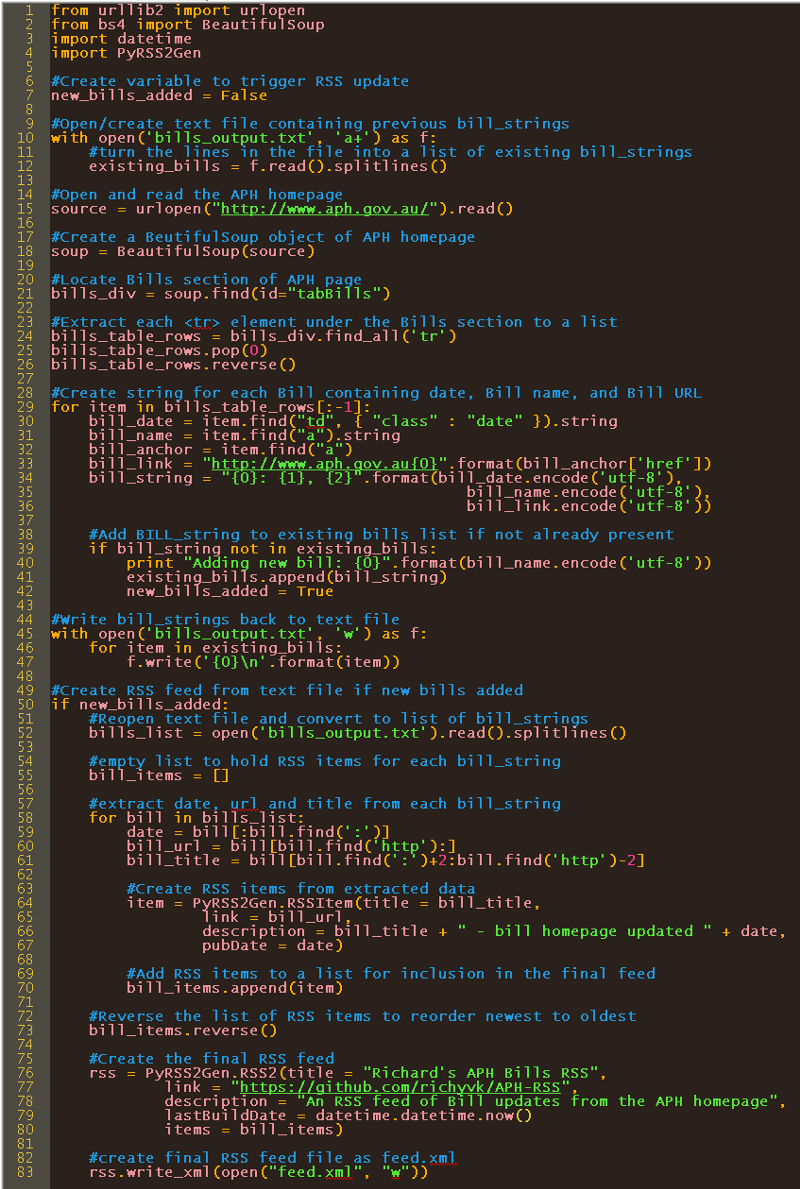 1 from urllib2 import urlopen
2 from bs4 import BeautifulSoup
3 import datetime
4 import PyRSS2Gen
5
6 #Create variable to trigger RSS update
7 new_bills_added = False
8
9 #Open/create text file containing previous bill_strings
10 with open('bills_output.txt', 'a+') as f:
11     #turn the lines in the file into a list of existing bill_strings
12     existing_bills = f.read().splitlines()
13
14 #Open and read the APH homepage
15 source = urlopen("http://www.aph.gov.au/").read()
16
17 #Create a BeutifulSoup object of APH homepage
18 soup = BeautifulSoup(source)
19
20 #Locate Bills section of APH page
21 bills_div = soup.find(id="tabBills")
22
23 #Extract each <tr> element under the Bills section to a list
24 bills_table_rows = bills_div.find_all('tr')
25 bills_table_rows.pop(0)
26 bills_table_rows.reverse()
27
28 #Create string for each Bill containing date, Bill name, and Bill URL
29 for item in bills_table_rows[:-1]:
30     bill_date = item.find("td", { "class" : "date" }).string
31     bill_name = item.find("a").string
32     bill_anchor = item.find("a")
33     bill_link = "http://www.aph.gov.au{0}".format(bill_anchor['href'])
34     bill_string = "{0}: {1}, {2}".format(bill_date.encode('utf-8'),
35                                             bill_name.encode('utf-8'),
36                                             bill_link.encode('utf-8'))
37
38     #Add BILL_string to existing bills list if not already present
39     if bill_string not in existing_bills:
40         print "Adding new bill: {0}".format(bill_name.encode('utf-8'))
41         existing_bills.append(bill_string)
42         new_bills_added = True
43
44 #Write bill_strings back to text file
45 with open('bills_output.txt', 'w') as f:
46     for item in existing_bills:
47         f.write('{0}\n'.format(item))
48
49 #Create RSS feed from text file if new bills added
50 if new_bills_added:
51     #Reopen text file and convert to list of bill_strings
52     bills_list = open('bills_output.txt').read().splitlines()
53
54     #empty list to hold RSS items for each bill_string
55     bill_items = []
56
57     #extract date, url and title from each bill_string
58     for bill in bills_list:
59         date = bill[:bill.find(':')]
60         bill_url = bill[bill.find('http'):]
61         bill_title = bill[bill.find(':')+2:bill.find('http')-2]
62
63         #Create RSS items from extracted data
64         item = PyRSS2Gen.RSSItem(title = bill_title,
65                 link = bill_url,
66                 description = bill_title + " - bill homepage updated " + date,
67                 pubDate = date)
68
69         #Add RSS items to a list for inclusion in the final feed
70         bill_items.append(item)
71
72     #Reverse the list of RSS items to reorder newest to oldest
73     bill_items.reverse()
74
75     #Create the final RSS feed
76     rss = PyRSS2Gen.RSS2(title = "Richard's APH Bills RSS",
77             link = "https://github.com/richyvk/APH-RSS",
78             description = "An RSS feed of Bill updates from the APH homepage",
79             lastBuildDate = datetime.datetime.now()
80             items = bill_items)
81
82     #create final RSS feed file as feed.xml
83     rss.write_xml(open("feed.xml", "w"))